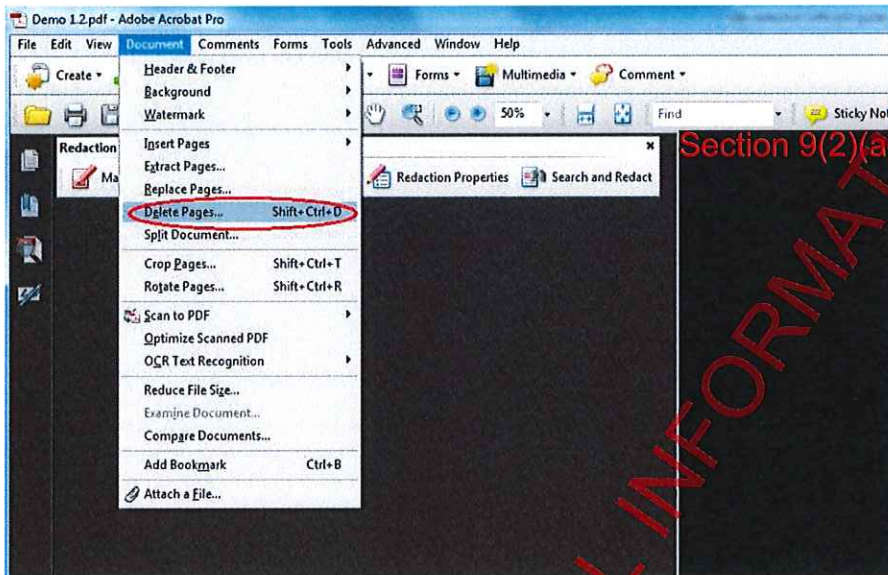 Demo 1.2.pdf - Adobe Acrobat Pro
File Edit View Document Comments Forms Tools Advanced Window Help
Create Forms Multimedia Comment
50% Find Sticky Not
Redaction
Ma Redaction Properties Search and Redact
Section 9(2)(a
Header & Footer
Background
Watermark
Insert Pages
Extract Pages...
Replace Pages...
Delete Pages... Shift+Ctrl+D
Split Document...
Crop Pages... Shift+Ctrl+T
Rotate Pages... Shift+Ctrl+R
Scan to PDF
Optimize Scanned PDF
OCR Text Recognition
Reduce File Size...
Examine Document...
Compare Documents...
Add Bookmark Ctrl+B
Attach a File...
L INFORMAT